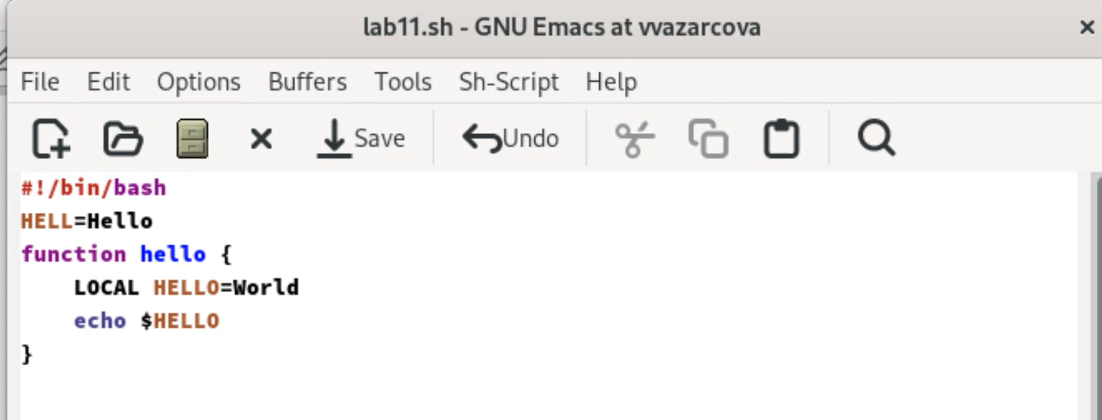 lab11.sh - GNU Emacs at vvazarcova
File Edit Options Buffers Tools Sh-Script Help
Save Undo
#!/bin/bash
HELL=Hello
function hello {
    LOCAL HELLO=World
    echo $HELLO
}